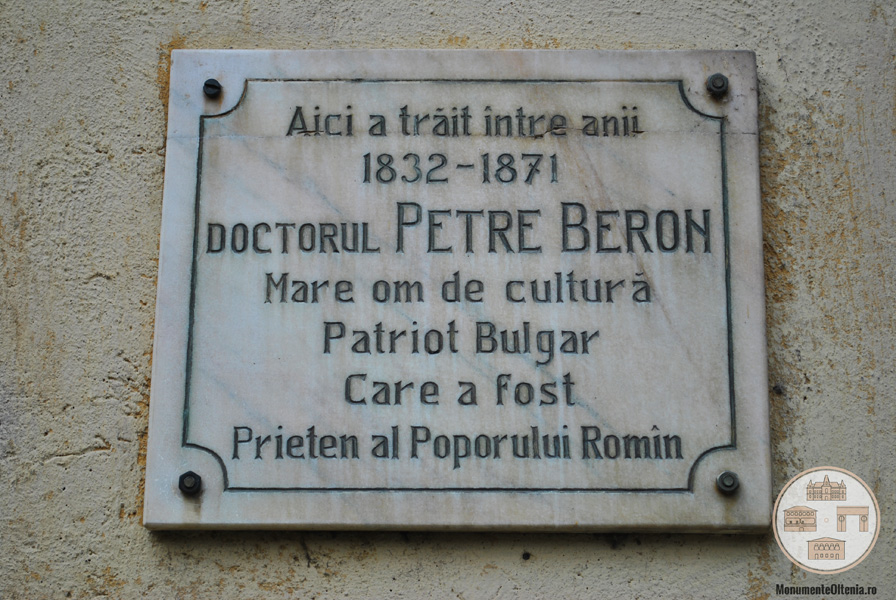 Aici a trăit între anii
1832-1871
DOCTORUL PETRE BERON
Mare om de cultură
Patriot Bulgar
Care a fost
Prieten al Poporului Romîn
MonumenteOltenia.ro